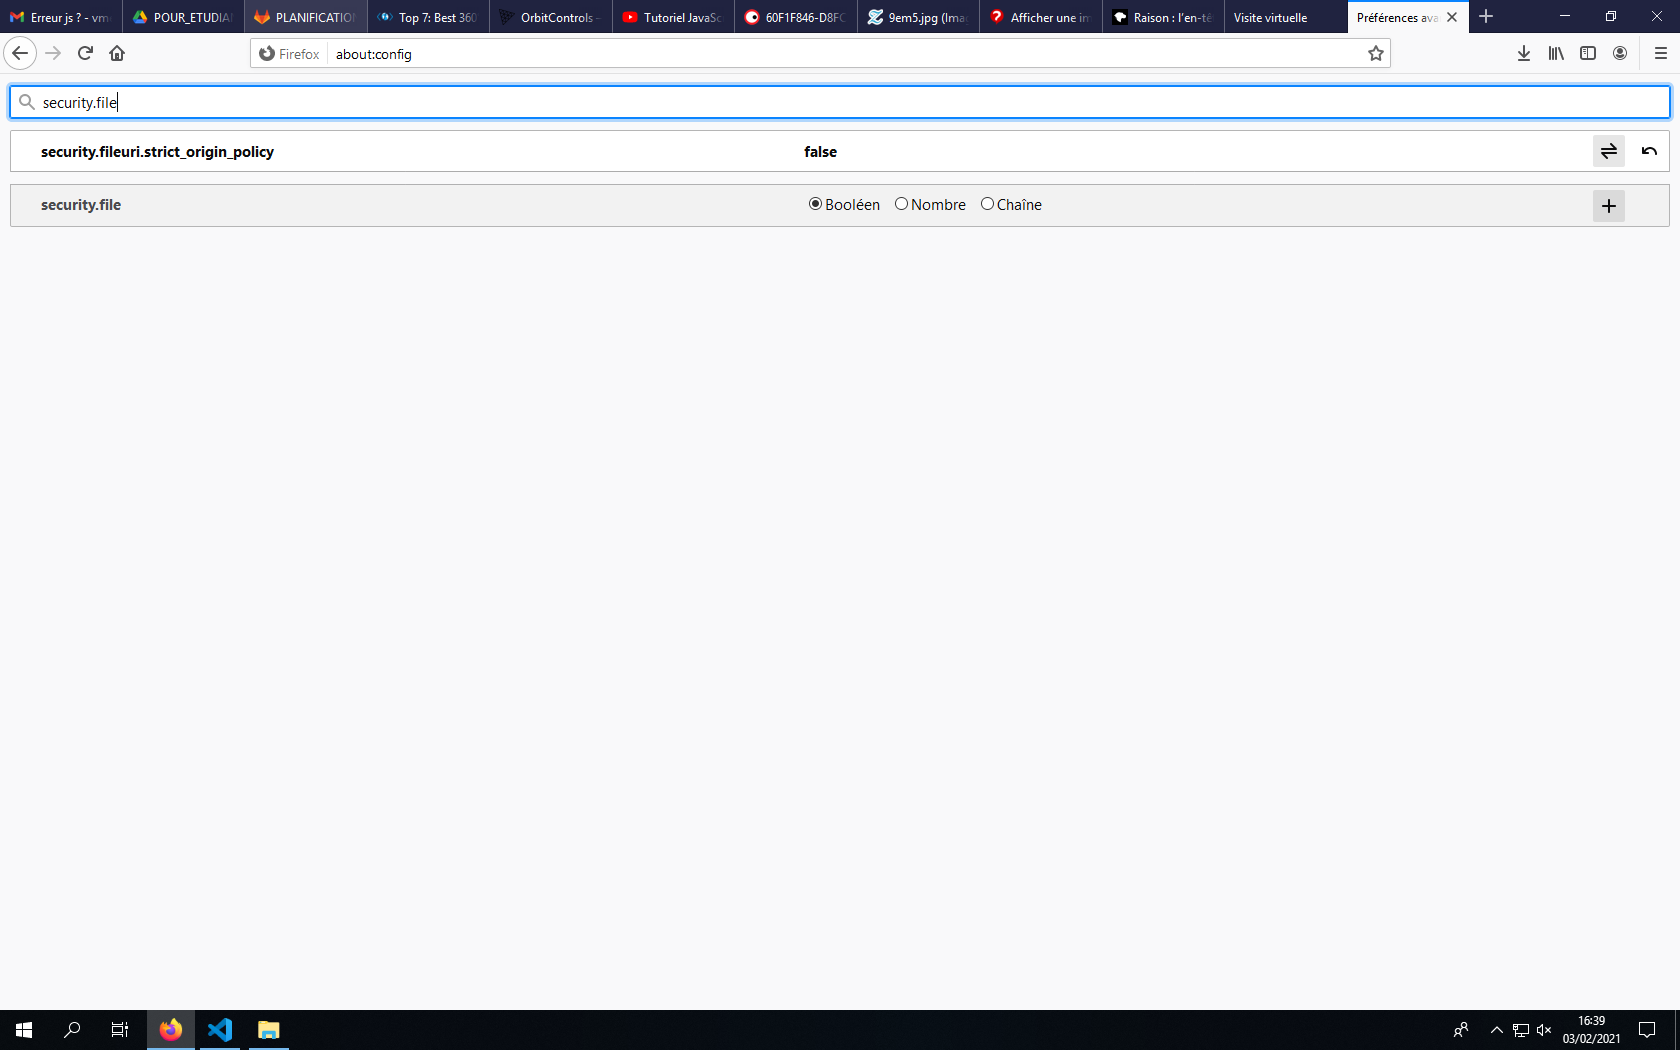 Erreur js ? - vm
POUR_ETUDIA
PLANIFICATION
Top 7: Best 360
OrbitControls –
Tutoriel JavaSc
60F1F846-D8FC
9em5.jpg (Ima
Afficher une im
Raison : l'en-tê
Visite virtuelle
Préférences ava
Firefox
about:config
security.file
security.fileuri.strict_origin_policy false
security.file Booléen Nombre Chaîne
16:39
03/02/2021